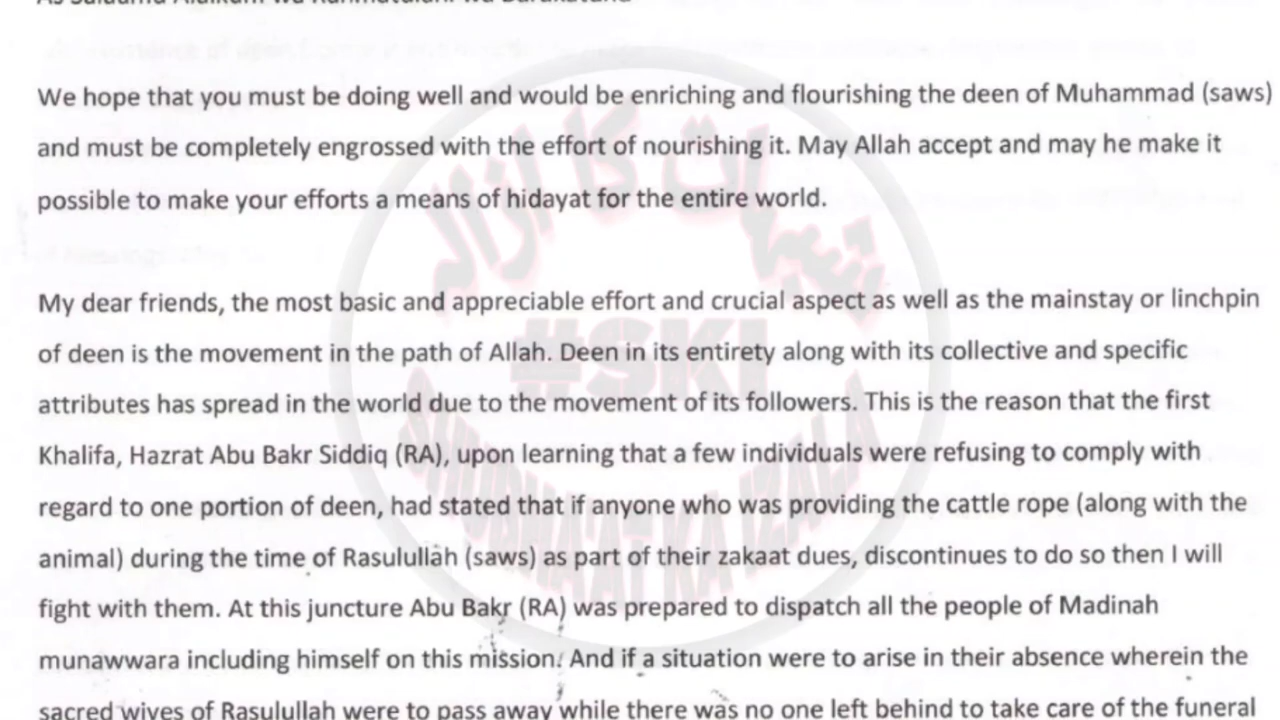 We hope that you must be doing well and would be enriching and flourishing the deen of Muhammad (saws)
and must be completely engrossed with the effort of nourishing it. May Allah accept and may he make it
possible to make your efforts a means of hidayat for the entire world.
شبہات کا ازالہ
My dear friends, the most basic and appreciable effort and crucial aspect as well as the mainstay or linchpin
#SKI
of deen is the movement in the path of Allah. Deen in its entirety along with its collective and specific
attributes has spread in the world due to the movement of its followers. This is the reason that the first
Khalifa, Hazrat Abu Bakr Siddiq (RA), upon learning that a few individuals were refusing to comply with
regard to one portion of deen, had stated that if anyone who was providing the cattle rope (along with the
SHUBHAAT KA IZALA
animal) during the time of Rasulullah (saws) as part of their zakaat dues, discontinues to do so then I will
fight with them. At this juncture Abu Bakr (RA) was prepared to dispatch all the people of Madinah
munawwara including himself on this mission. And if a situation were to arise in their absence wherein the
sacred wives of Rasulullah were to pass away while there was no one left behind to take care of the funeral